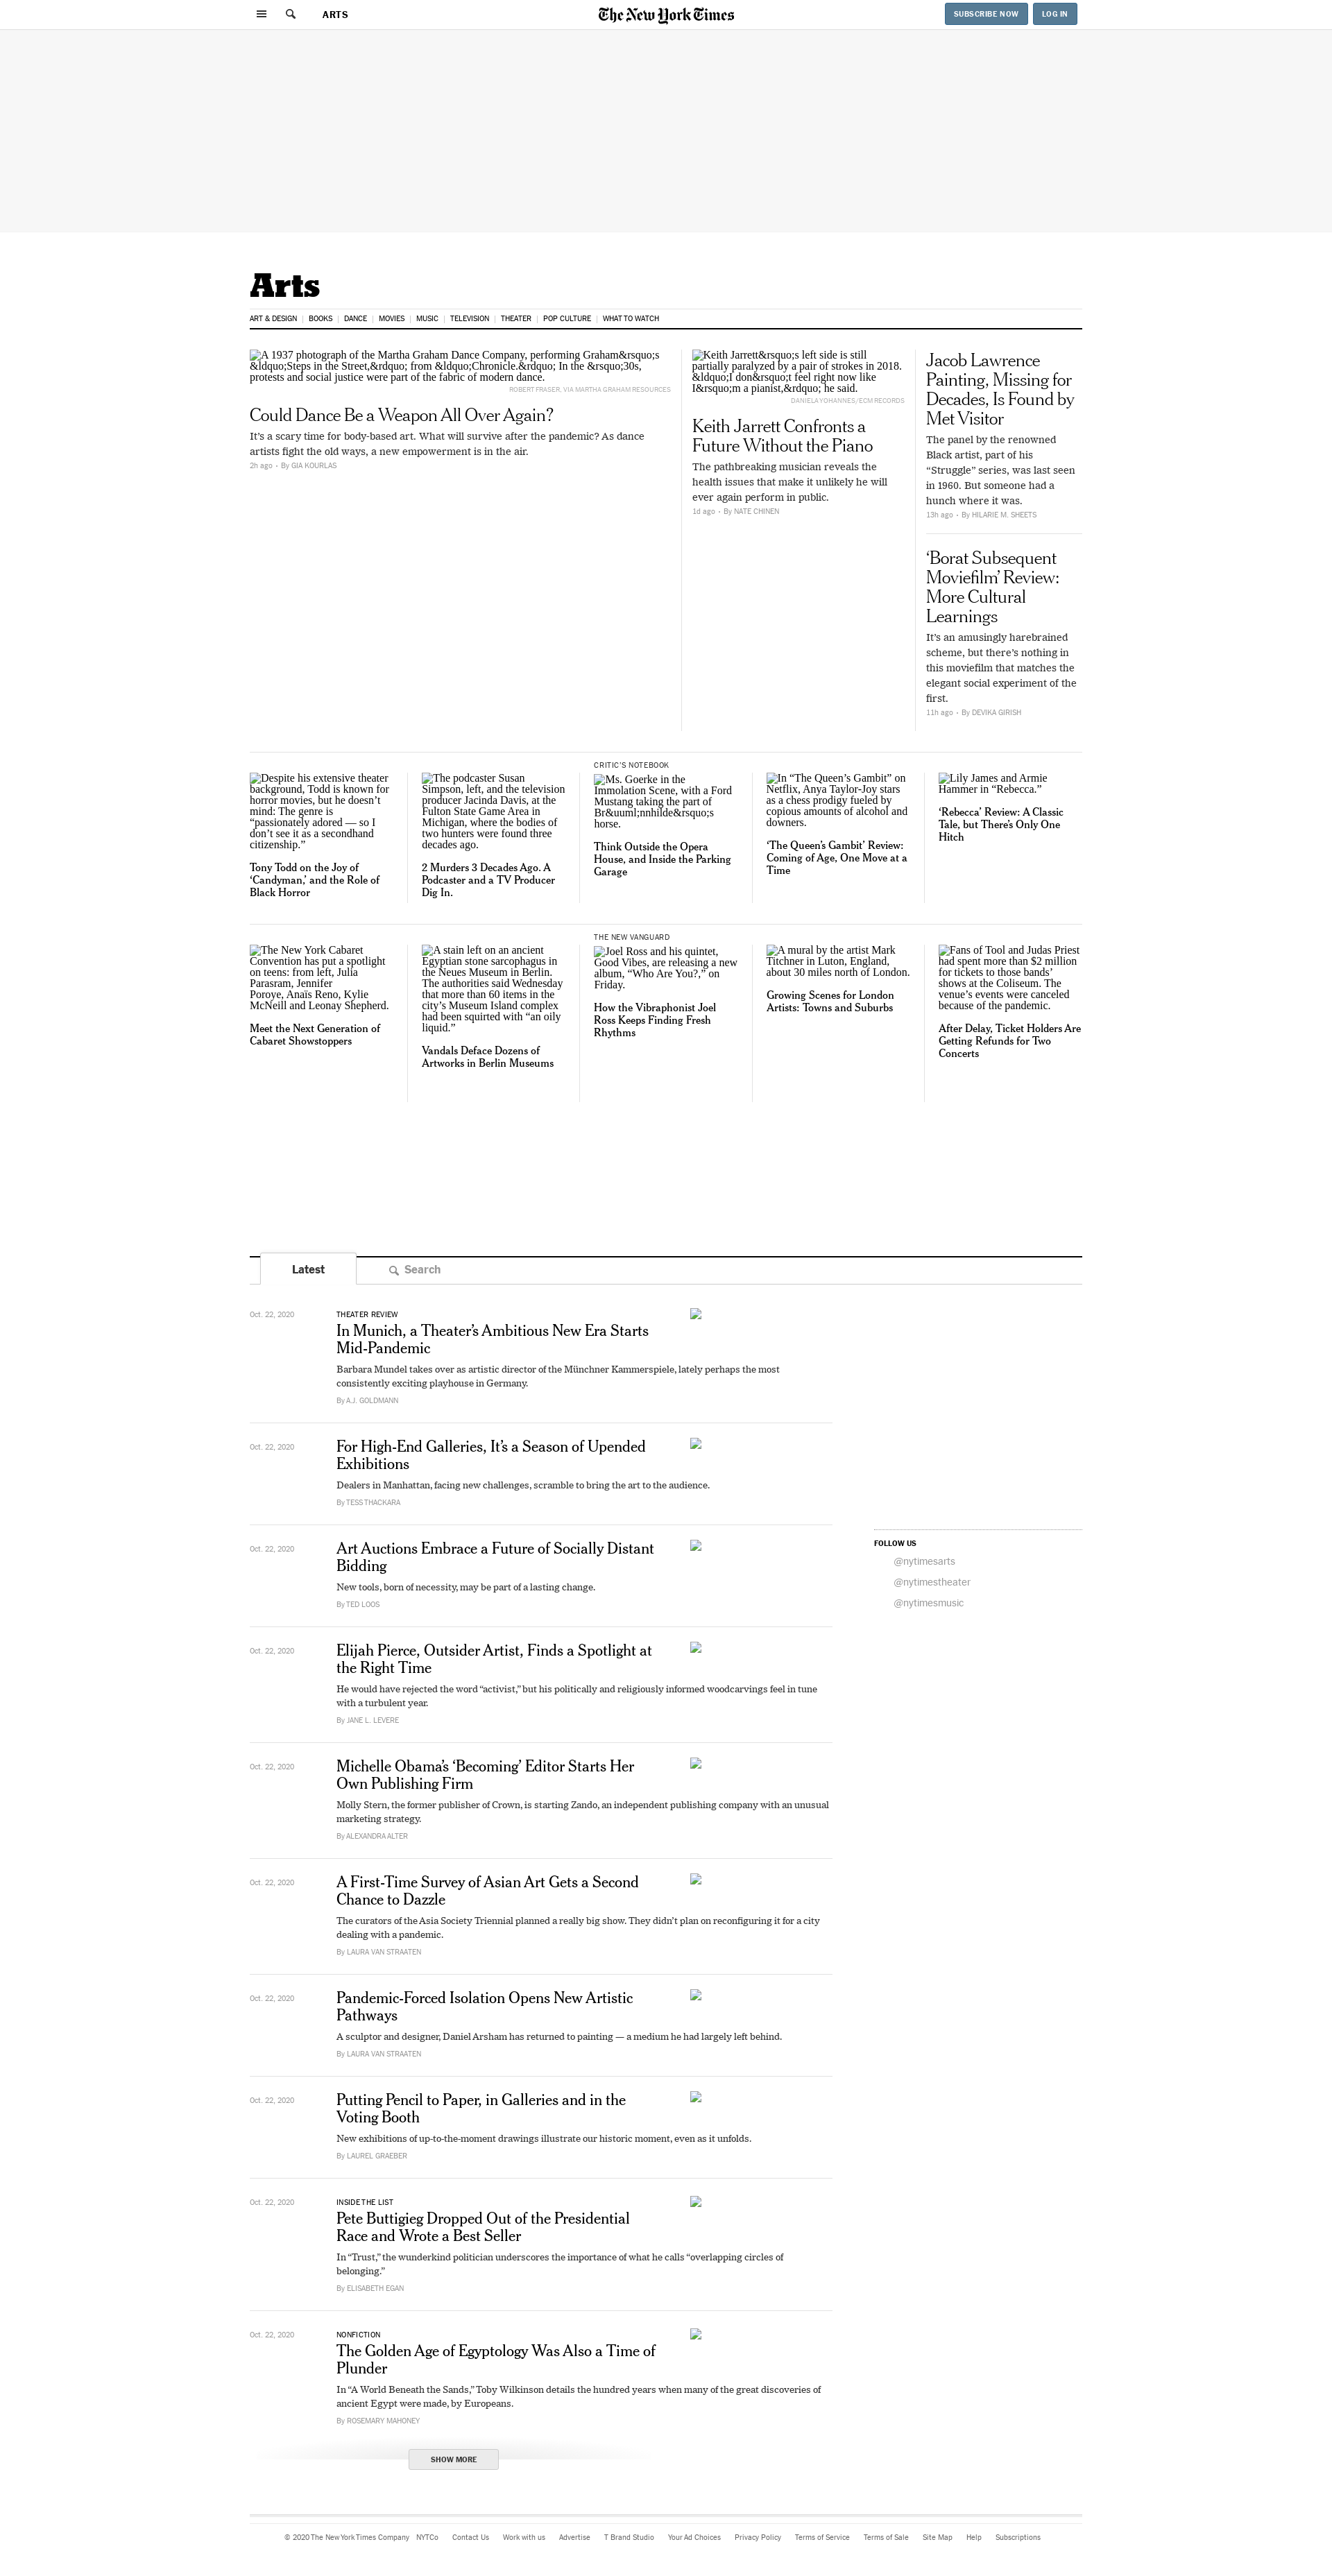 ARTS
The New York Times
SUBSCRIBE NOW
LOG IN
Arts
ART & DESIGN | BOOKS | DANCE | MOVIES | MUSIC | TELEVISION | THEATER | POP CULTURE | WHAT TO WATCH
A 1937 photograph of the Martha Graham Dance Company, performing Graham&rsquo;s
&ldquo;Steps in the Street,&rdquo; from &ldquo;Chronicle.&rdquo; In the &rsquo;30s,
protests and social justice were part of the fabric of modern dance.
ROBERT FRASER, VIA MARTHA GRAHAM RESOURCES
Could Dance Be a Weapon All Over Again?
It's a scary time for body-based art. What will survive after the pandemic? As dance
artists fight the old ways, a new empowerment is in the air.
2h ago • By GIA KOURLAS
Keith Jarrett&rsquo;s left side is still
partially paralyzed by a pair of strokes in 2018.
&ldquo;I don&rsquo;t feel right now like
I&rsquo;m a pianist,&rdquo; he said.
DANIELA YOHANNES/ECM RECORDS
Keith Jarrett Confronts a
Future Without the Piano
The pathbreaking musician reveals the
health issues that make it unlikely he will
ever again perform in public.
1d ago • By NATE CHINEN
Jacob Lawrence
Painting, Missing for
Decades, Is Found by
Met Visitor
The panel by the renowned
Black artist, part of his
“Struggle” series, was last seen
in 1960. But someone had a
hunch where it was.
13h ago • By HILARIE M. SHEETS
‘Borat Subsequent
Moviefilm’ Review:
More Cultural
Learnings
It’s an amusingly harebrained
scheme, but there’s nothing in
this moviefilm that matches the
elegant social experiment of the
first.
11h ago • By DEVIKA GIRISH
Despite his extensive theater
background, Todd is known for
horror movies, but he doesn’t
mind: The genre is
“passionately adored — so I
don’t see it as a secondhand
citizenship.”
Tony Todd on the Joy of
‘Candyman,’ and the Role of
Black Horror
The podcaster Susan
Simpson, left, and the television
producer Jacinda Davis, at the
Fulton State Game Area in
Michigan, where the bodies of
two hunters were found three
decades ago.
2 Murders 3 Decades Ago. A
Podcaster and a TV Producer
Dig In.
CRITIC’S NOTEBOOK
Ms. Goerke in the
Immolation Scene, with a Ford
Mustang taking the part of
Br&uuml;nnhilde&rsquo;s
horse.
Think Outside the Opera
House, and Inside the Parking
Garage
In “The Queen’s Gambit” on
Netflix, Anya Taylor-Joy stars
as a chess prodigy fueled by
copious amounts of alcohol and
downers.
‘The Queen’s Gambit’ Review:
Coming of Age, One Move at a
Time
Lily James and Armie
Hammer in “Rebecca.”
‘Rebecca’ Review: A Classic
Tale, but There’s Only One
Hitch
The New York Cabaret
Convention has put a spotlight
on teens: from left, Julia
Parasram, Jennifer
Poroye, Anaïs Reno, Kylie
McNeill and Leonay Shepherd.
Meet the Next Generation of
Cabaret Showstoppers
A stain left on an ancient
Egyptian stone sarcophagus in
the Neues Museum in Berlin.
The authorities said Wednesday
that more than 60 items in the
city’s Museum Island complex
had been squirted with “an oily
liquid.”
Vandals Deface Dozens of
Artworks in Berlin Museums
THE NEW VANGUARD
Joel Ross and his quintet,
Good Vibes, are releasing a new
album, “Who Are You?,” on
Friday.
How the Vibraphonist Joel
Ross Keeps Finding Fresh
Rhythms
A mural by the artist Mark
Titchner in Luton, England,
about 30 miles north of London.
Growing Scenes for London
Artists: Towns and Suburbs
Fans of Tool and Judas Priest
had spent more than $2 million
for tickets to those bands’
shows at the Coliseum. The
venue’s events were canceled
because of the pandemic.
After Delay, Ticket Holders Are
Getting Refunds for Two
Concerts
Latest
Search
Oct. 22, 2020
THEATER REVIEW
In Munich, a Theater’s Ambitious New Era Starts
Mid-Pandemic
Barbara Mundel takes over as artistic director of the Münchner Kammerspiele, lately perhaps the most
consistently exciting playhouse in Germany.
By A.J. GOLDMANN
Oct. 22, 2020
For High-End Galleries, It’s a Season of Upended
Exhibitions
Dealers in Manhattan, facing new challenges, scramble to bring the art to the audience.
By TESS THACKARA
Oct. 22, 2020
Art Auctions Embrace a Future of Socially Distant
Bidding
New tools, born of necessity, may be part of a lasting change.
By TED LOOS
FOLLOW US
@nytimesarts
@nytimestheater
@nytimesmusic
Oct. 22, 2020
Elijah Pierce, Outsider Artist, Finds a Spotlight at
the Right Time
He would have rejected the word “activist,” but his politically and religiously informed woodcarvings feel in tune
with a turbulent year.
By JANE L. LEVERE
Oct. 22, 2020
Michelle Obama’s ‘Becoming’ Editor Starts Her
Own Publishing Firm
Molly Stern, the former publisher of Crown, is starting Zando, an independent publishing company with an unusual
marketing strategy.
By ALEXANDRA ALTER
Oct. 22, 2020
A First-Time Survey of Asian Art Gets a Second
Chance to Dazzle
The curators of the Asia Society Triennial planned a really big show. They didn’t plan on reconfiguring it for a city
dealing with a pandemic.
By LAURA VAN STRAATEN
Oct. 22, 2020
Pandemic-Forced Isolation Opens New Artistic
Pathways
A sculptor and designer, Daniel Arsham has returned to painting — a medium he had largely left behind.
By LAURA VAN STRAATEN
Oct. 22, 2020
Putting Pencil to Paper, in Galleries and in the
Voting Booth
New exhibitions of up-to-the-moment drawings illustrate our historic moment, even as it unfolds.
By LAUREL GRAEBER
Oct. 22, 2020
INSIDE THE LIST
Pete Buttigieg Dropped Out of the Presidential
Race and Wrote a Best Seller
In “Trust,” the wunderkind politician underscores the importance of what he calls “overlapping circles of
belonging.”
By ELISABETH EGAN
Oct. 22, 2020
NONFICTION
The Golden Age of Egyptology Was Also a Time of
Plunder
In “A World Beneath the Sands,” Toby Wilkinson details the hundred years when many of the great discoveries of
ancient Egypt were made, by Europeans.
By ROSEMARY MAHONEY
SHOW MORE
© 2020 The New York Times Company NYTCo Contact Us Work with us Advertise T Brand Studio Your Ad Choices Privacy Policy Terms of Service Terms of Sale Site Map Help Subscriptions